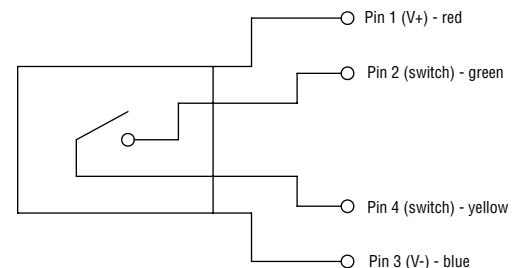 Pin 1 (V+) - red
Pin 2 (switch) - green
Pin 4 (switch) - yellow
Pin 3 (V-) - blue